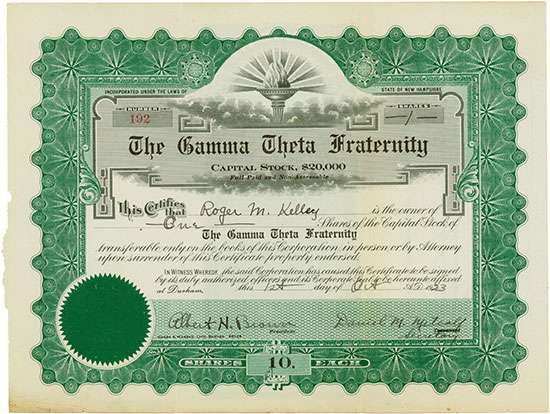 INCORPORATED UNDER THE LAWS OF
STATE OF NEW HAMPSHIRE
NUMBER
192
SHARES
-1-
The Gamma Theta Fraternity
CAPITAL STOCK, $20,000
Full Paid and Non-Assessable
This Certifies that Roger M. Kelley is the owner of
One Shares of the Capital Stock of
The Gamma Theta Fraternity
transferable only on the books of this Corporation in person or by Attorney
upon surrender of this Certificate properly endorsed.
IN WITNESS WHEREOF, the said Corporation has caused this Certificate to be signed
by its duly authorized officers and its Corporate Seal to be hereunto affixed
at Durham, this 1st day of Oct A.D. 1923
Albert N. Brown
Daniel M.
President
SHARES 10. EACH